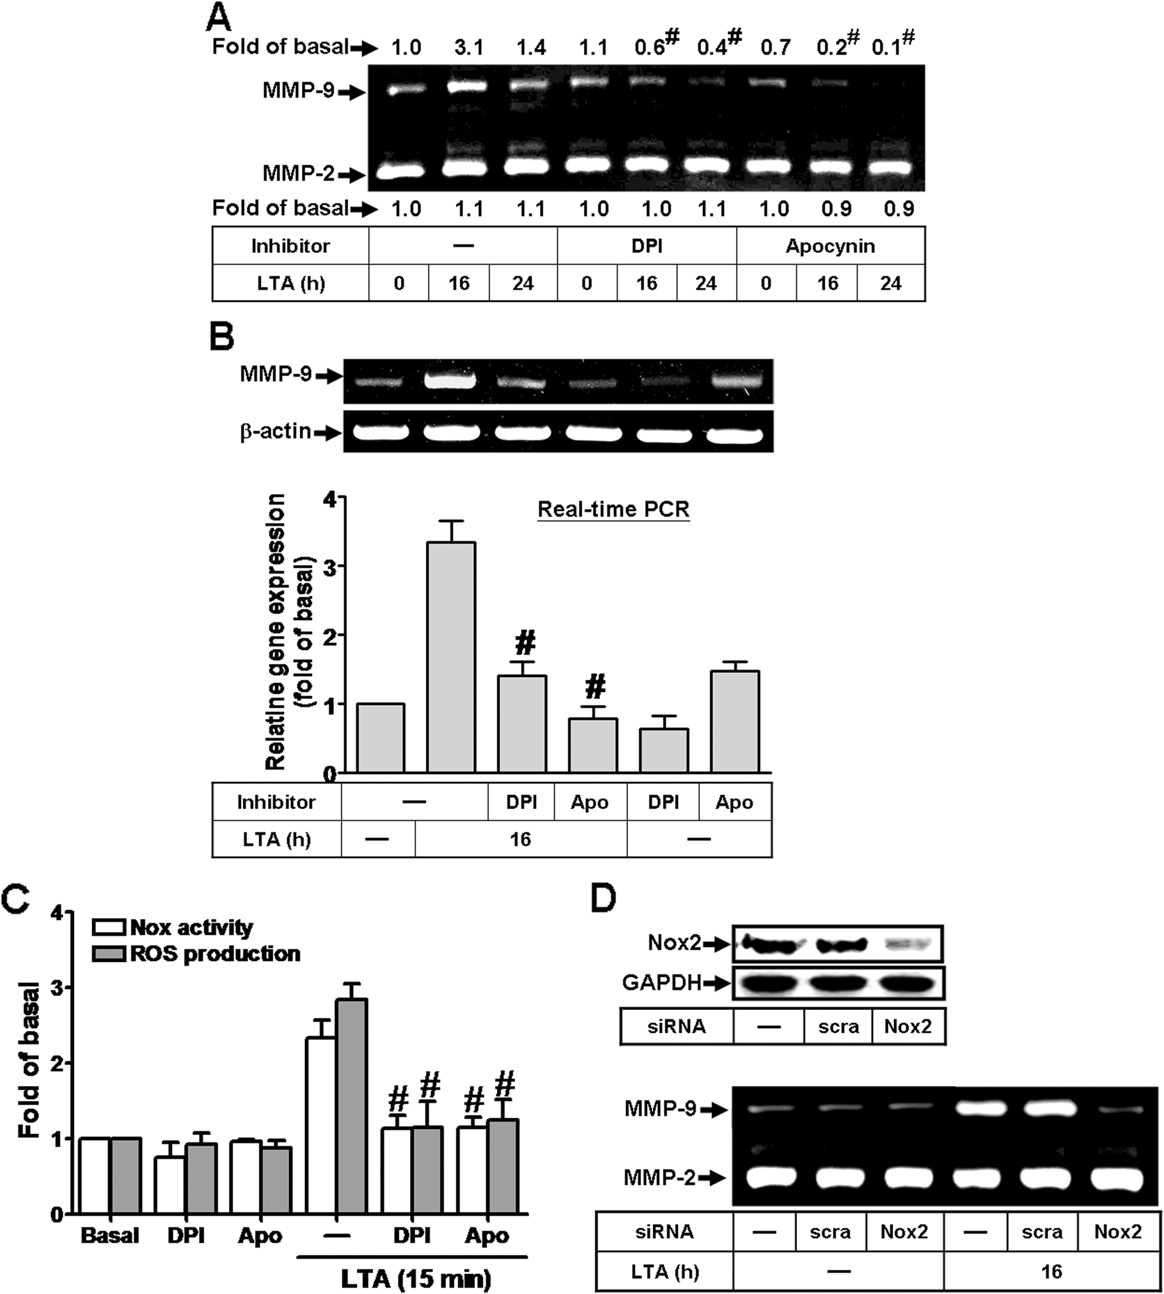 A
Fold of basal 1.0 3.1 1.4 1.1 0.6# 0.4# 0.7 0.2# 0.1#
MMP-9
MMP-2
Fold of basal 1.0 1.1 1.1 1.0 1.0 1.1 1.0 0.9 0.9
Inhibitor — DPI Apocynin
LTA (h) 0 16 24 0 16 24 0 16 24
B
MMP-9
β-actin
Relatine gene expression
(fold of basal)
Real-time PCR
4
3
2
1
0
#
#
Inhibitor — DPI Apo DPI Apo
LTA (h) — 16 —
C
Fold of basal
4
3
2
1
0
Nox activity
ROS production
# # # #
Basal DPI Apo — DPI Apo
LTA (15 min)
D
Nox2
GAPDH
siRNA — scra Nox2
MMP-9
MMP-2
siRNA — scra Nox2 — scra Nox2
LTA (h) — 16